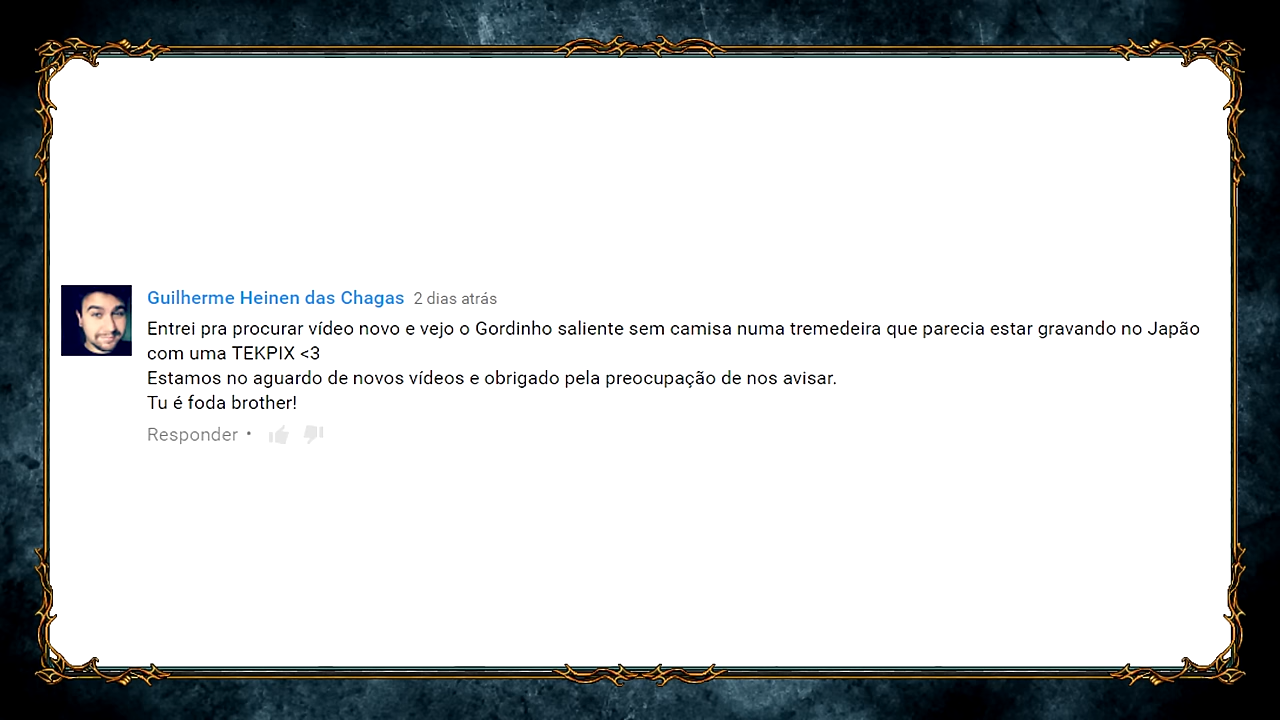 Guilherme Heinen das Chagas 2 dias atrás
Entrei pra procurar vídeo novo e vejo o Gordinho saliente sem camisa numa tremedeira que parecia estar gravando no Japão
com uma TEKPIX <3
Estamos no aguardo de novos vídeos e obrigado pela preocupação de nos avisar.
Tu é foda brother!
Responder •